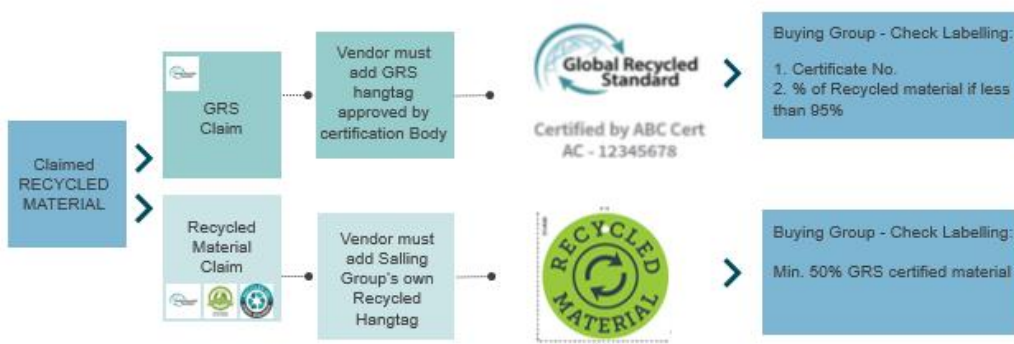 Claimed
RECYCLED
MATERIAL
GRS
Claim
Vendor must
add GRS
hangtag
approved by
certification Body
Global Recycled
Standard
Certified by ABC Cert
AC - 12345678
Buying Group - Check Labelling:
1. Certificate No.
2. % of Recycled material if less
than 95%
Recycled
Material
Claim
Vendor must
add Salling
Group's own
Recycled
Hangtag
RECYCLED
MATERIAL
Buying Group - Check Labelling:
Min. 50% GRS certified material